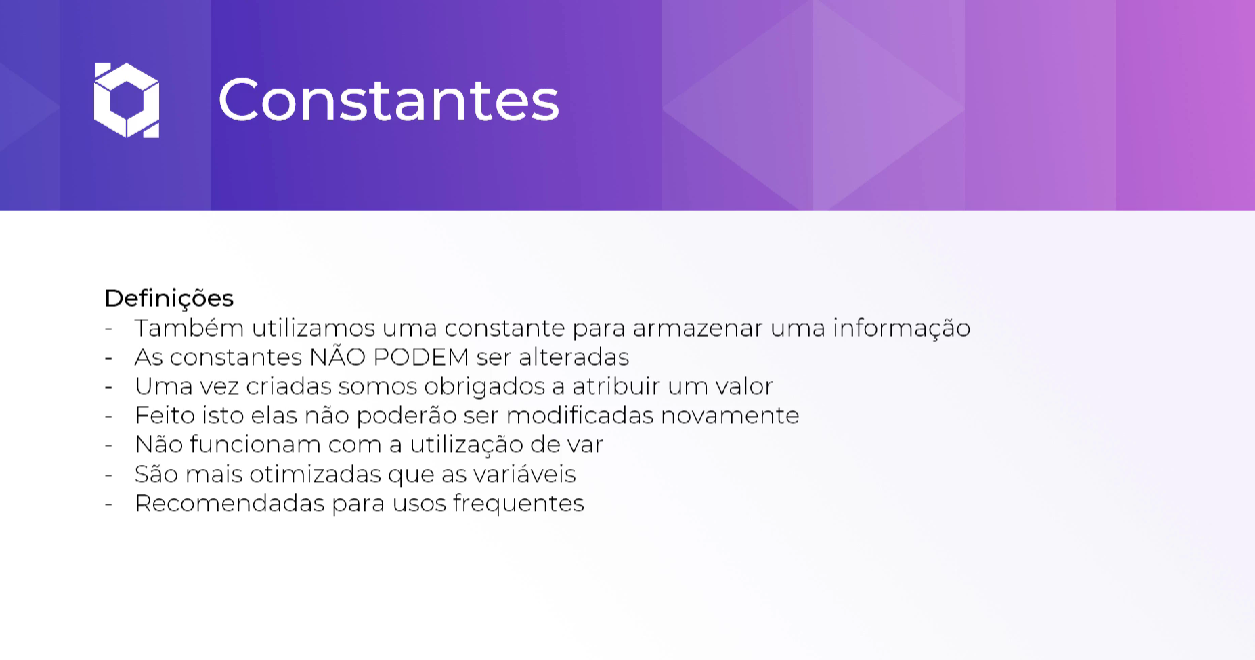 Constantes
Definições
- Também utilizamos uma constante para armazenar uma informação
- As constantes NÃO PODEM ser alteradas
- Uma vez criadas somos obrigados a atribuir um valor
- Feito isto elas não poderão ser modificadas novamente
- Não funcionam com a utilização de var
- São mais otimizadas que as variáveis
- Recomendadas para usos frequentes